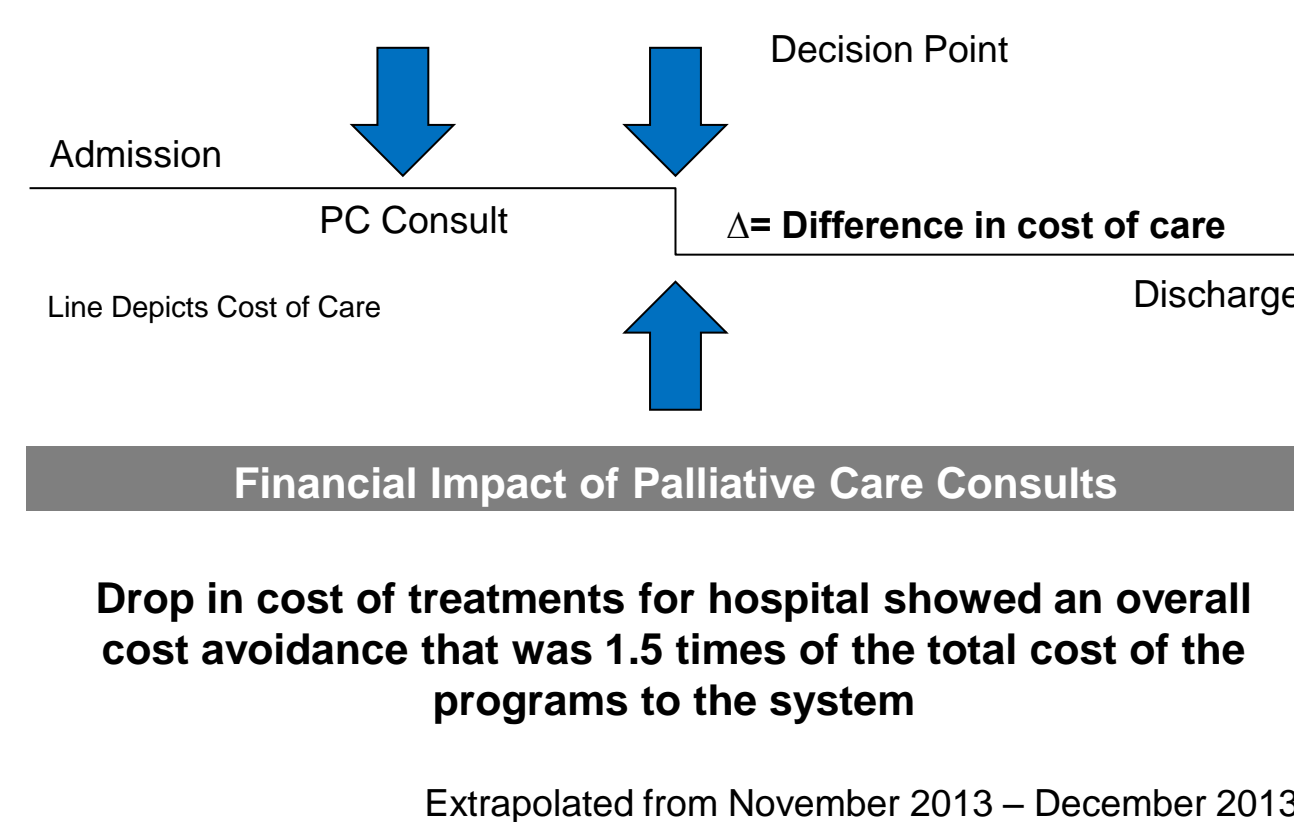 Decision Point
Admission
PC Consult
∆= Difference in cost of care
Discharge
Line Depicts Cost of Care
Financial Impact of Palliative Care Consults
Drop in cost of treatments for hospital showed an overall
cost avoidance that was 1.5 times of the total cost of the
programs to the system
Extrapolated from November 2013 – December 2013